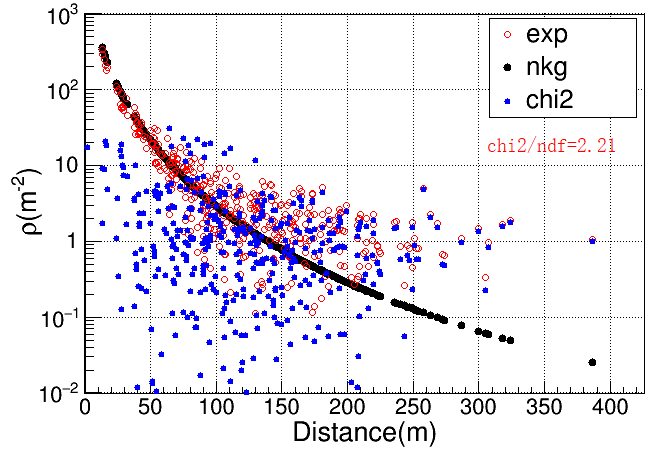 10³
10²
10
1
10⁻¹
10⁻²
ρ(m⁻²)
exp
nkg
chi2
chi2/ndf=2.21
0 50 100 150 200 250 300 350 400
Distance(m)